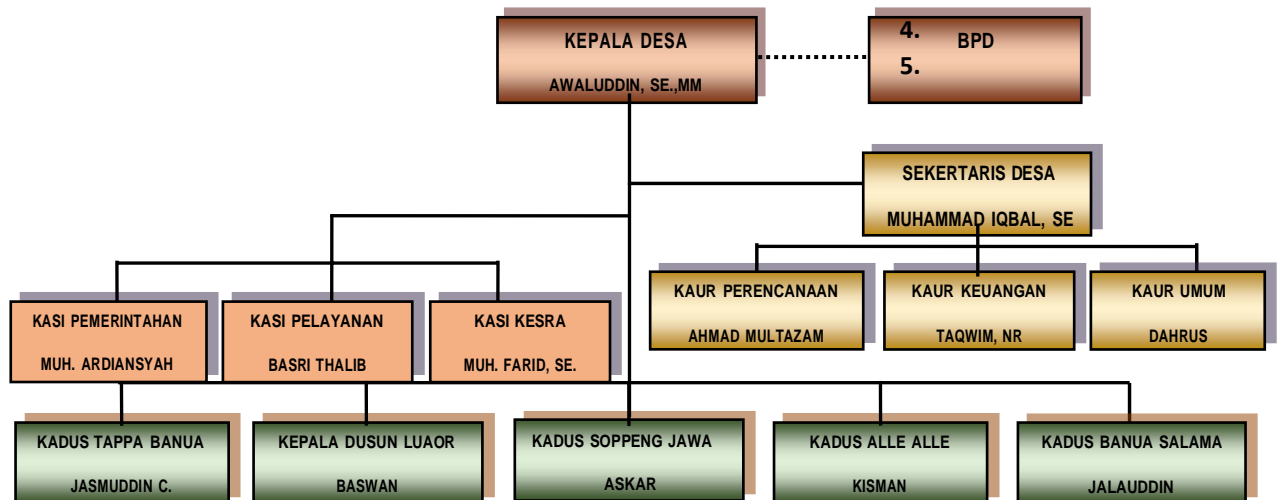 KEPALA DESA
AWALUDDIN, SE.,MM
4.
BPD
5.
SEKERTARIS DESA
MUHAMMAD IQBAL, SE
KAUR PERENCANAAN
AHMAD MULTAZAM
KAUR KEUANGAN
TAQWIM, NR
KAUR UMUM
DAHRUS
KASI PEMERINTAHAN
MUH. ARDIANSYAH
KASI PELAYANAN
BASRI THALIB
KASI KESRA
MUH. FARID, SE.
KADUS TAPPA BANUA
JASMUDDIN C.
KEPALA DUSUN LUAOR
BASWAN
KADUS SOPPENG JAWA
ASKAR
KADUS ALLE ALLE
KISMAN
KADUS BANUA SALAMA
JALAUDDIN